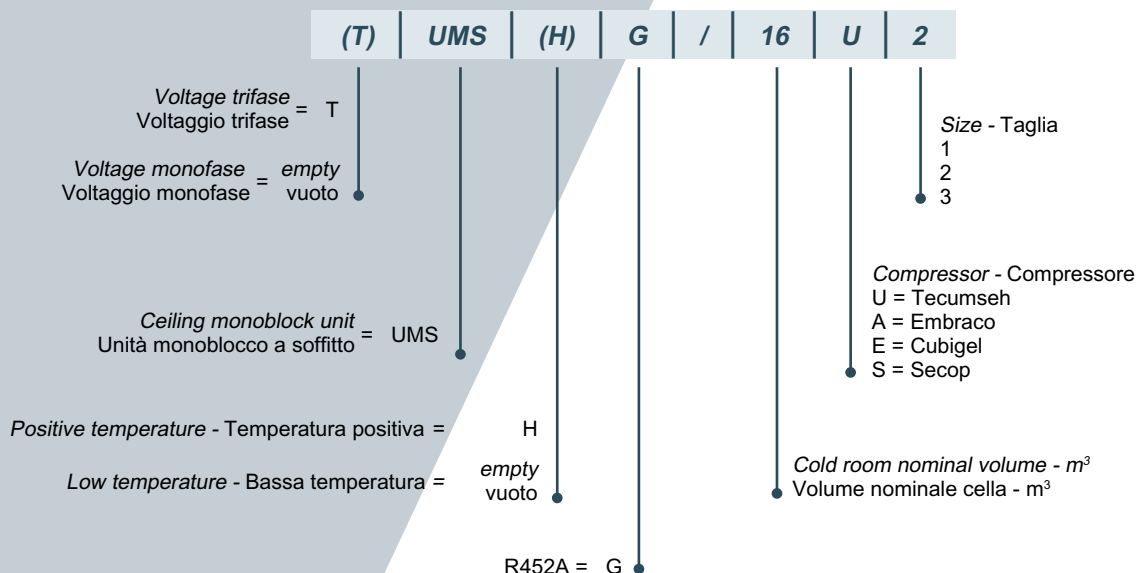 (T) UMS (H) G / 16 U 2
Voltage trifase
Voltaggio trifase = T
Voltage monofase = empty
Voltaggio monofase vuoto
Size - Taglia
1
2
3
Ceiling monoblock unit
Unità monoblocco a soffitto = UMS
Compressor - Compressore
U = Tecumseh
A = Embraco
E = Cubigel
S = Secop
Positive temperature - Temperatura positiva = H
Low temperature - Bassa temperatura = empty
vuoto
Cold room nominal volume - m³
Volume nominale cella - m³
R452A = G